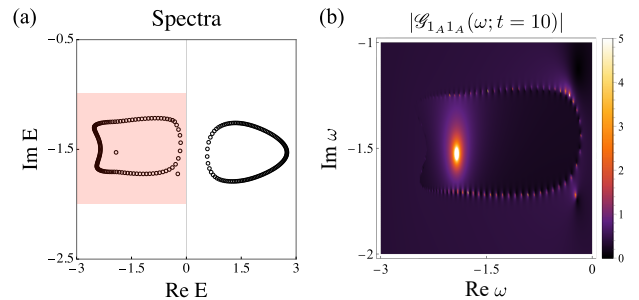 (a) Spectra
-0.5
-1.5
-2.5
Im E
-3 -1.5 0 1.5 3
Re E
(b) |𝒢1A1A(ω; t = 10)|
-1
-1.5
-2
Im ω
-3 -1.5 0
Re ω
5
4
3
2
1
0